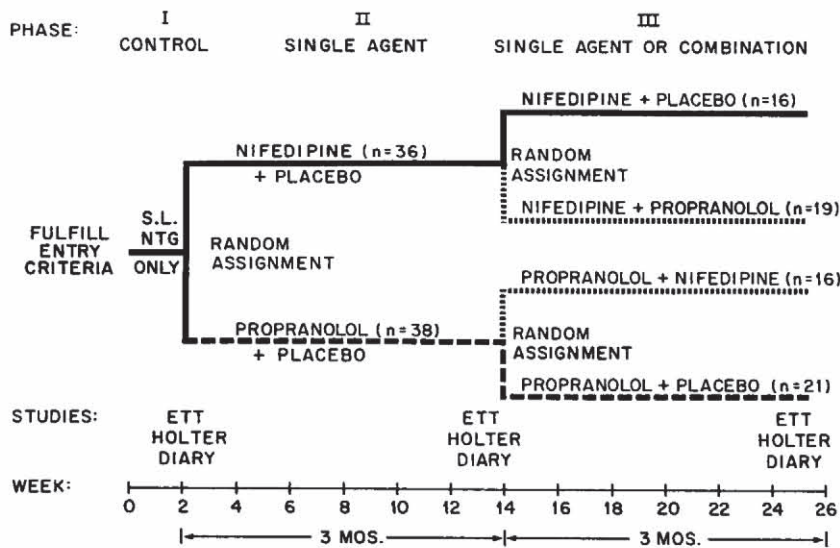 PHASE: I II III
CONTROL SINGLE AGENT SINGLE AGENT OR COMBINATION
NIFEDIPINE + PLACEBO (n=16)
NIFEDIPINE (n=36)
+ PLACEBO
RANDOM
ASSIGNMENT
NIFEDIPINE + PROPRANOLOL (n=19)
FULFILL
ENTRY
CRITERIA
S.L.
NTG
ONLY
RANDOM
ASSIGNMENT
PROPRANOLOL + NIFEDIPINE (n=16)
PROPRANOLOL (n=38)
+ PLACEBO
RANDOM
ASSIGNMENT
PROPRANOLOL + PLACEBO (n=21)
STUDIES: ETT ETT ETT
HOLTER HOLTER HOLTER
DIARY DIARY DIARY
WEEK:
0 2 4 6 8 10 12 14 16 18 20 22 24 26
3 MOS. 3 MOS.